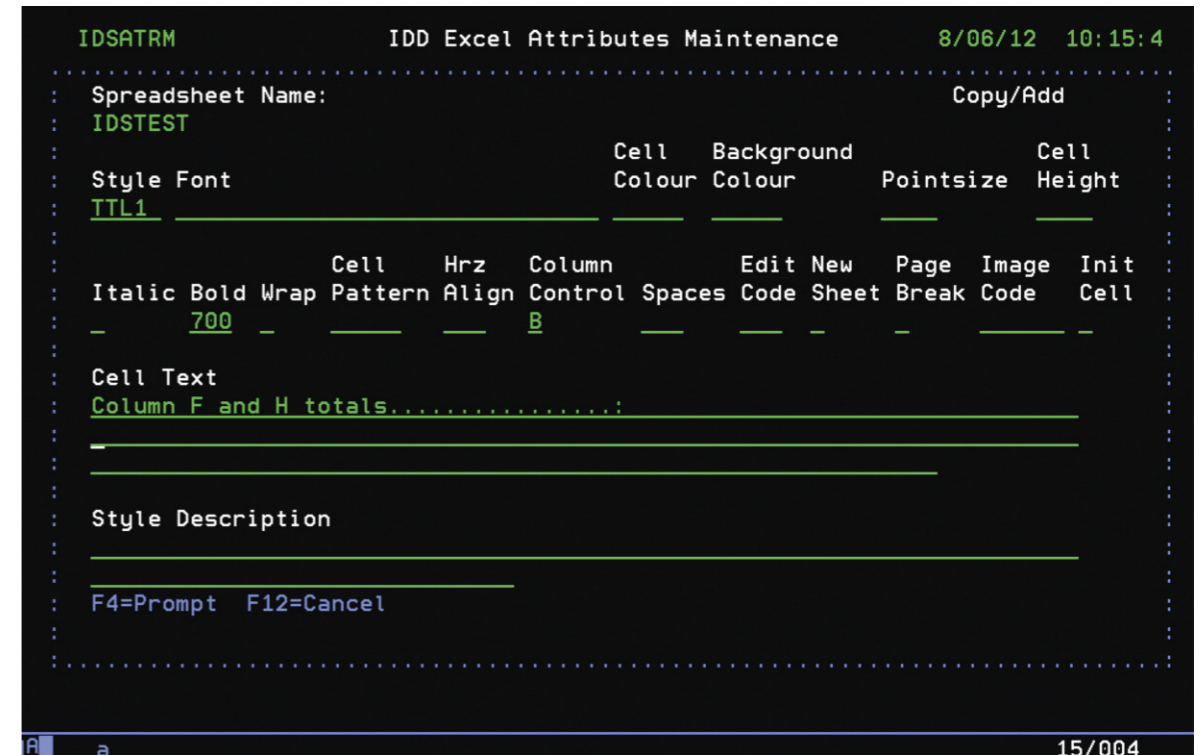 IDSATRM IDD Excel Attributes Maintenance 8/06/12 10:15:4
Spreadsheet Name: Copy/Add
IDSTEST
Cell Background Cell
Style Font Colour Colour Pointsize Height
TTL1
Cell Hrz Column Edit New Page Image Init
Italic Bold Wrap Pattern Align Control Spaces Code Sheet Break Code Cell
700 B
Cell Text
Column F and H totals................:
Style Description
F4=Prompt F12=Cancel
A a 15/004